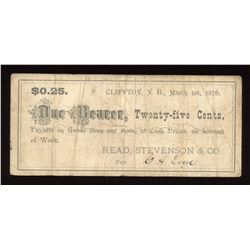 $0.25. CLIFFTON, N. B., March 1st, 1876.
Due Bearer, Twenty-five Cents,
Payable in Goods from our store, at Cash Prices, on account
of Work.
READ, STEVENSON & CO.
PER